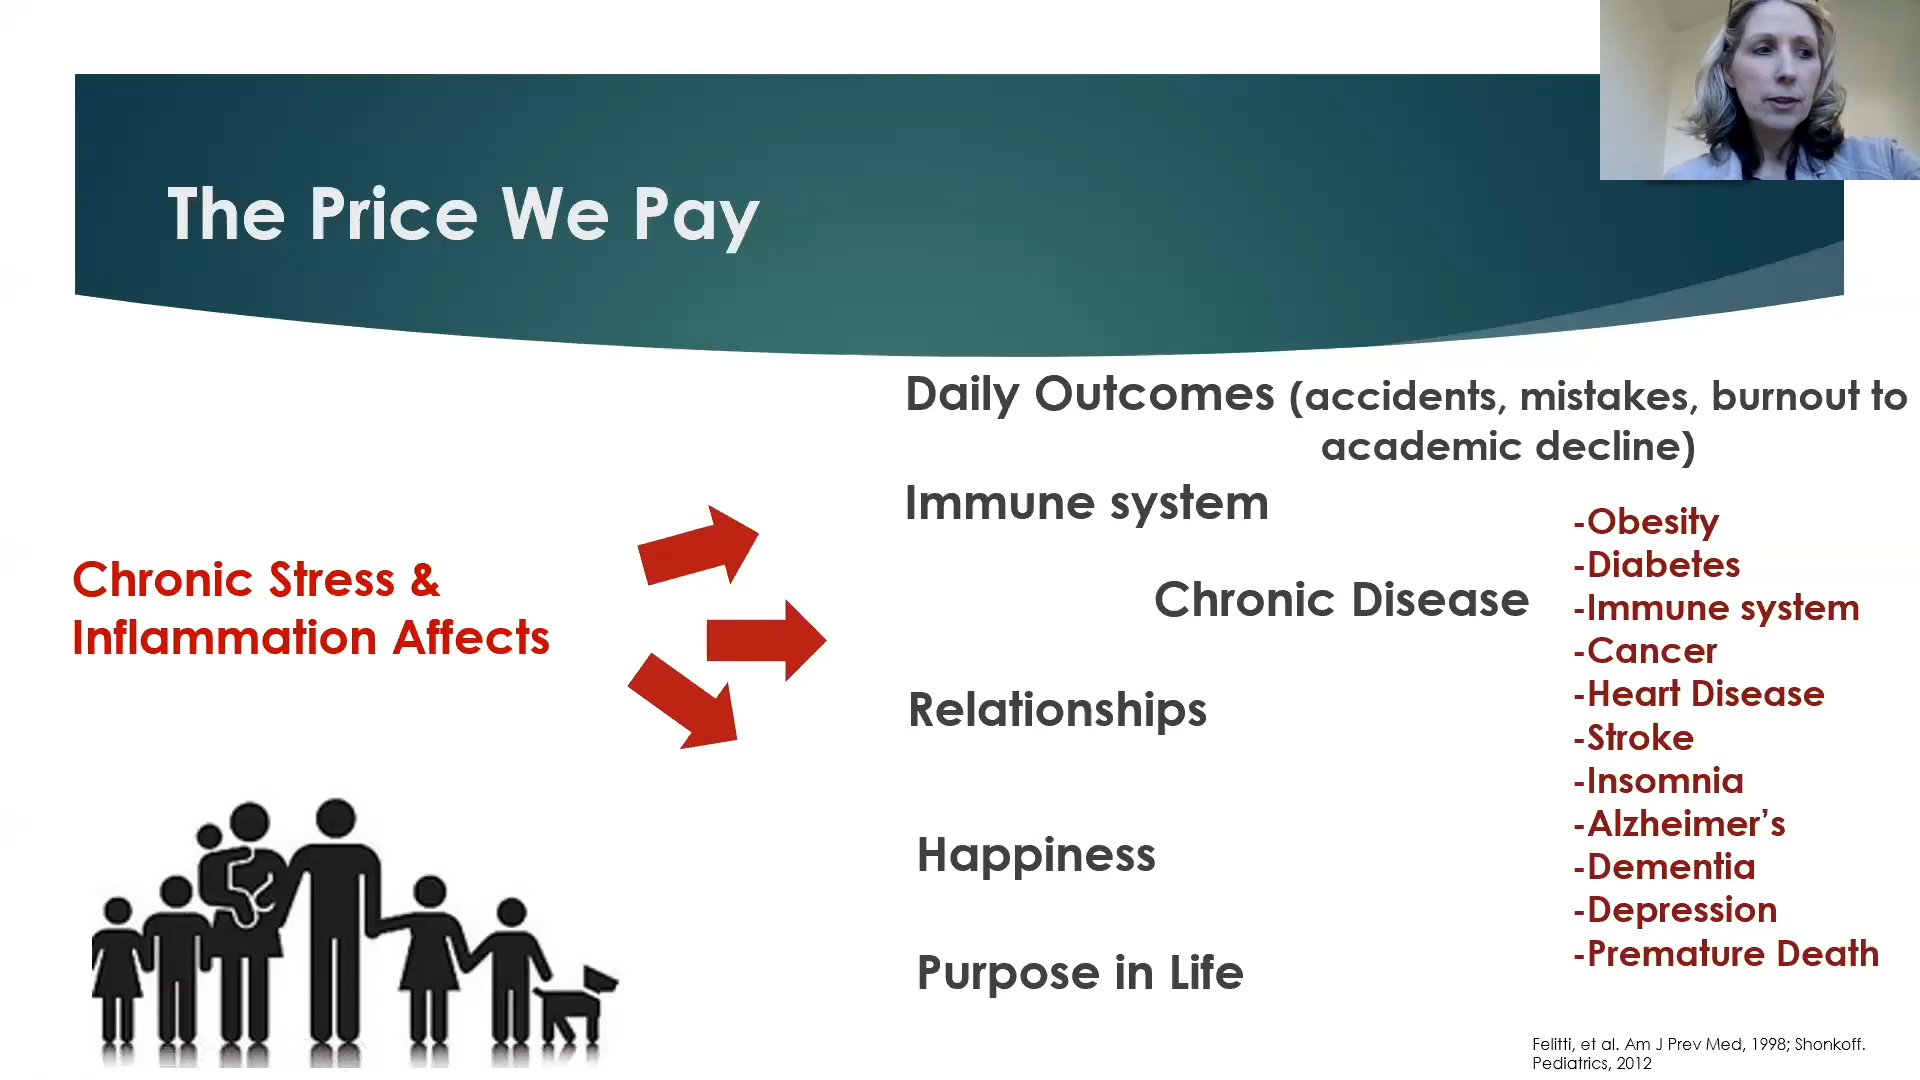 The Price We Pay
Daily Outcomes (accidents, mistakes, burnout to
academic decline)
Immune system
Chronic Stress &
Inflammation Affects
Chronic Disease
Relationships
Happiness
Purpose in Life
-Obesity
-Diabetes
-Immune system
-Cancer
-Heart Disease
-Stroke
-Insomnia
-Alzheimer’s
-Dementia
-Depression
-Premature Death
Felitti, et al. Am J Prev Med, 1998; Shonkoff.
Pediatrics, 2012